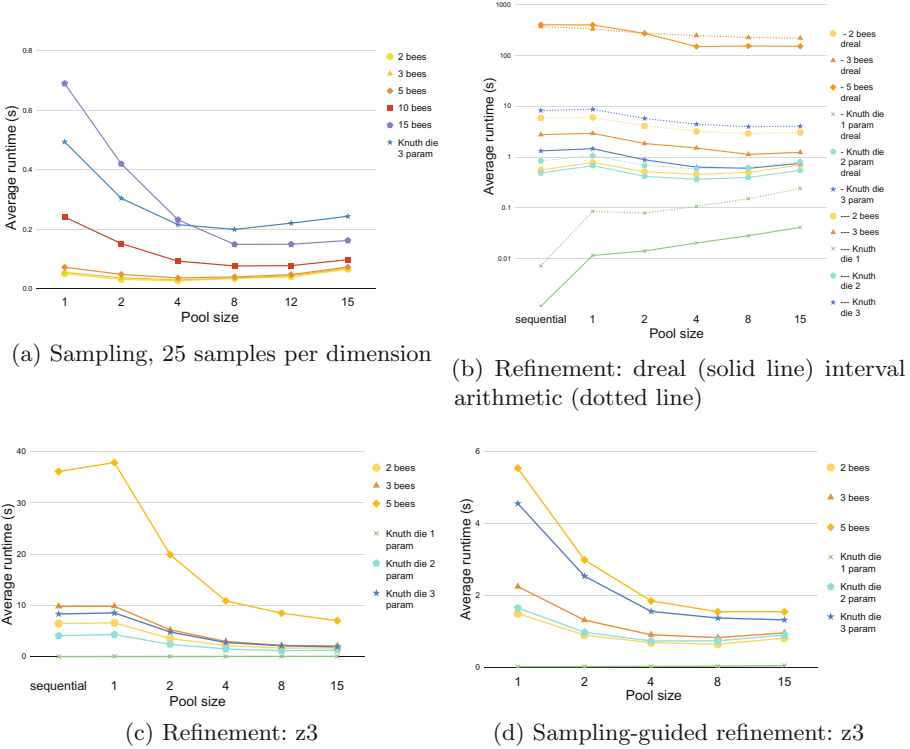 Average runtime (s)
0.8
0.6
0.4
0.2
0.0
1
2
4
8
12
15
Pool size
2 bees
3 bees
5 bees
10 bees
15 bees
Knuth die
3 param
(a) Sampling, 25 samples per dimension
Average runtime (s)
1000
100
10
1
0.1
0.01
sequential
1
2
4
8
15
Pool size
- 2 bees
dreal
- 3 bees
dreal
- 5 bees
dreal
- Knuth die
1 param
dreal
- Knuth die
2 param
dreal
- Knuth die
3 param
--- 2 bees
--- 3 bees
--- Knuth
die 1
--- Knuth
die 2
--- Knuth
die 3
(b) Refinement: dreal (solid line) interval
arithmetic (dotted line)
Average runtime (s)
40
30
20
10
0
sequential
1
2
4
8
15
Pool size
2 bees
3 bees
5 bees
Knuth die 1
param
Knuth die 2
param
Knuth die 3
param
(c) Refinement: z3
Average runtime (s)
6
4
2
0
1
2
4
8
15
Pool size
2 bees
3 bees
5 bees
Knuth die
1 param
Knuth die
2 param
Knuth die
3 param
(d) Sampling-guided refinement: z3